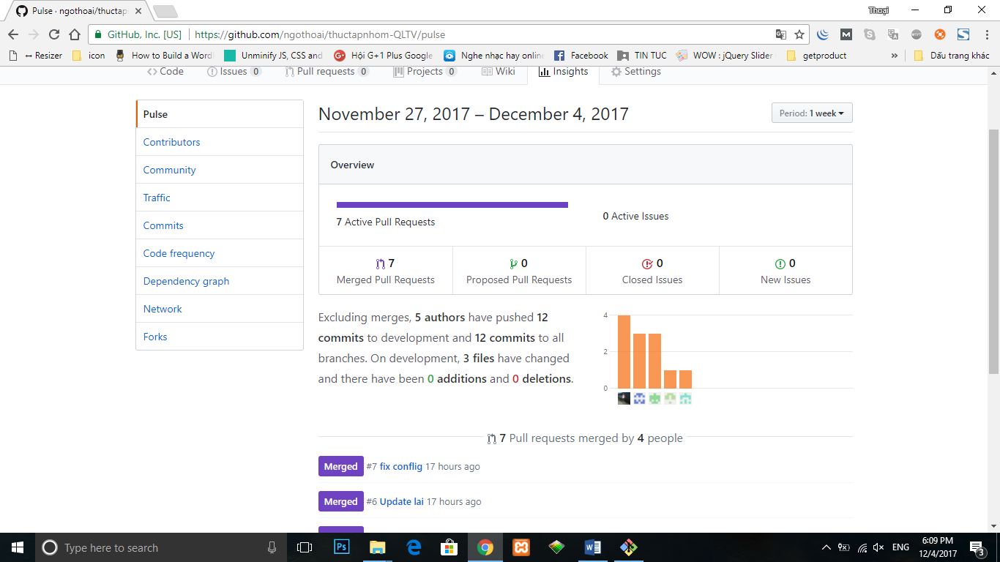 Pulse · ngothoai/thuctap
Thoại
GitHub, Inc. [US] https://github.com/ngothoai/thuctapnhom-QLTV/pulse
↔ Resizer icon How to Build a Word Unminify JS, CSS and Hội G+1 Plus Google Nghe nhạc hay onlin Facebook TIN TUC WOW : jQuery Slider getproduct » Dấu trang khác
Code Issues 0 Pull requests 0 Projects 0 Wiki Insights Settings
Pulse
Contributors
Community
Traffic
Commits
Code frequency
Dependency graph
Network
Forks
November 27, 2017 – December 4, 2017
Period: 1 week
Overview
7 Active Pull Requests
0 Active Issues
7
Merged Pull Requests
0
Proposed Pull Requests
0
Closed Issues
0
New Issues
Excluding merges, 5 authors have pushed 12
commits to development and 12 commits to all
branches. On development, 3 files have changed
and there have been 0 additions and 0 deletions.
4
2
0
7 Pull requests merged by 4 people
Merged #7 fix conflig 17 hours ago
Merged #6 Update lai 17 hours ago
Type here to search
Ps
ENG
6:09 PM
12/4/2017
3